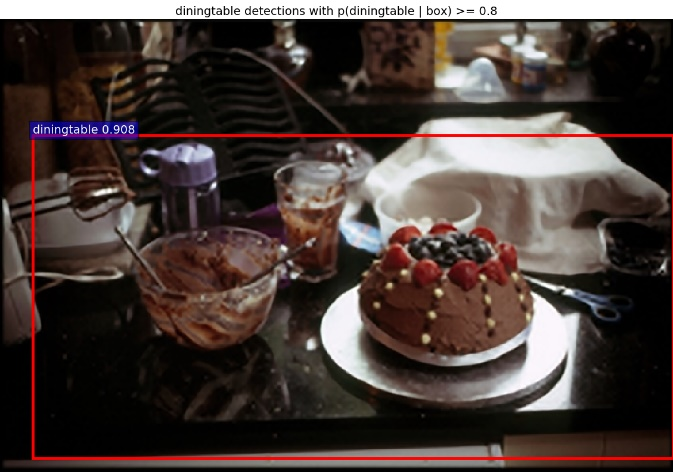 diningtable detections with p(diningtable | box) >= 0.8
diningtable 0.908